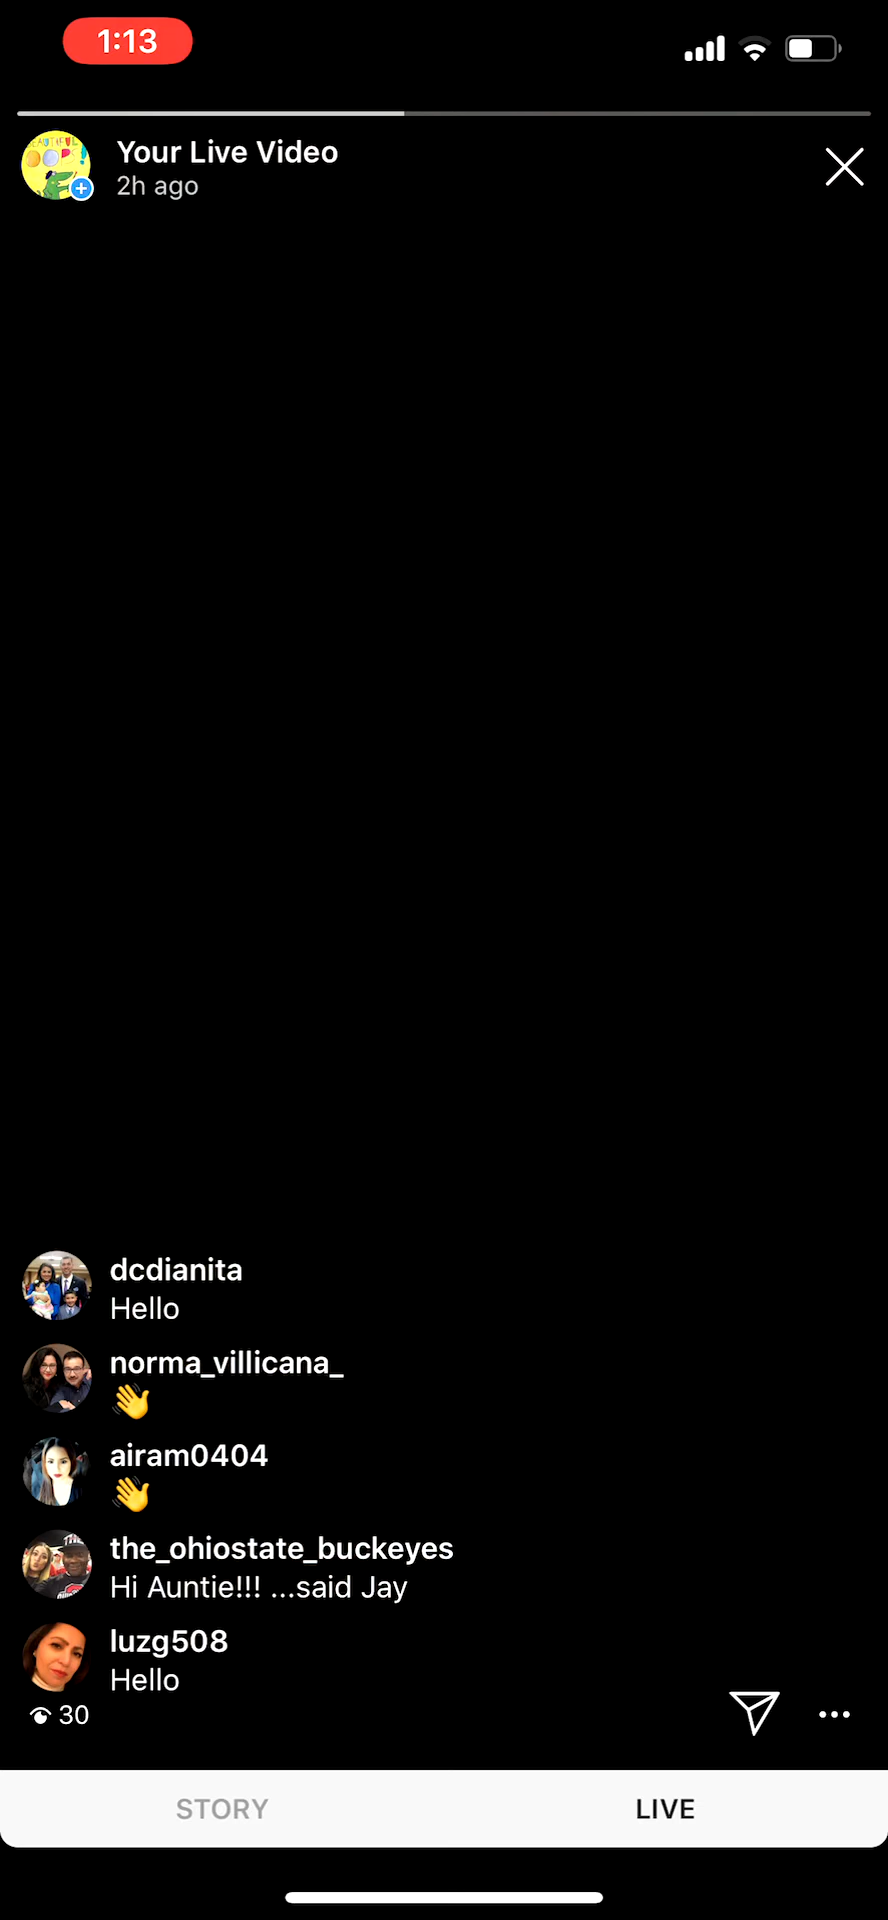 1:13
Your Live Video
2h ago
BEAUTIFUL
dcdianita
Hello
norma_villicana_
👋
airam0404
👋
the_ohiostate_buckeyes
Hi Auntie!!! ...said Jay
luzg508
Hello
30
STORY
LIVE